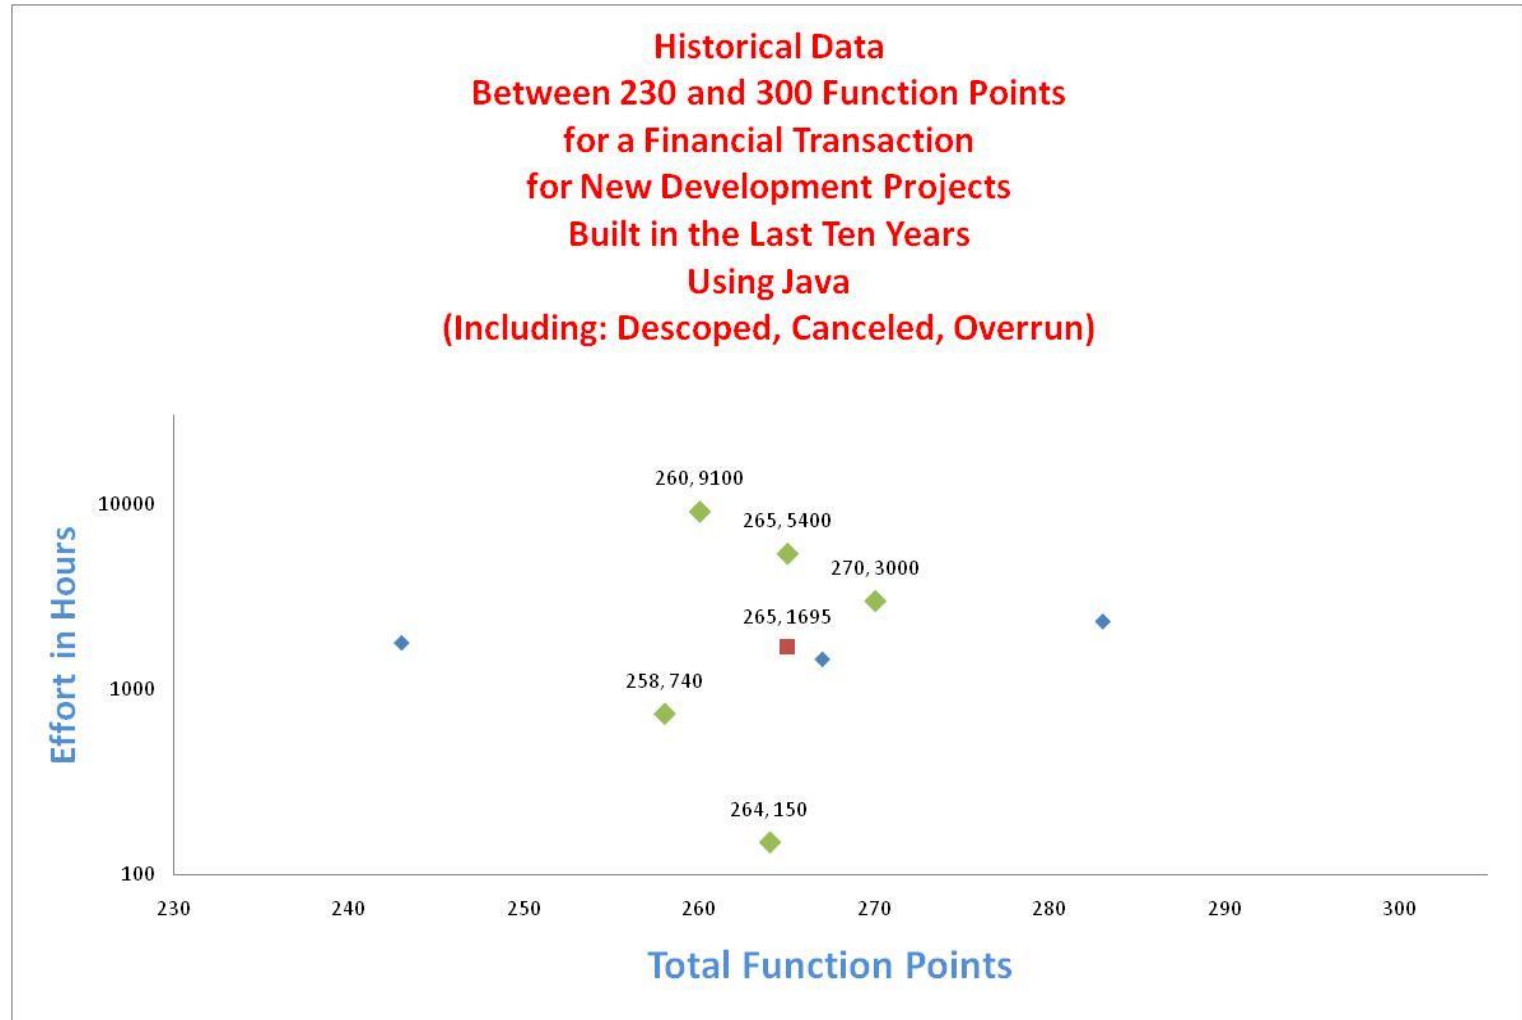 Historical Data
Between 230 and 300 Function Points
for a Financial Transaction
for New Development Projects
Built in the Last Ten Years
Using Java
(Including: Descoped, Canceled, Overrun)
260, 9100
10000
265, 5400
270, 3000
265, 1695
258, 740
1000
264, 150
100
Effort in Hours
230 240 250 260 270 280 290 300
Total Function Points